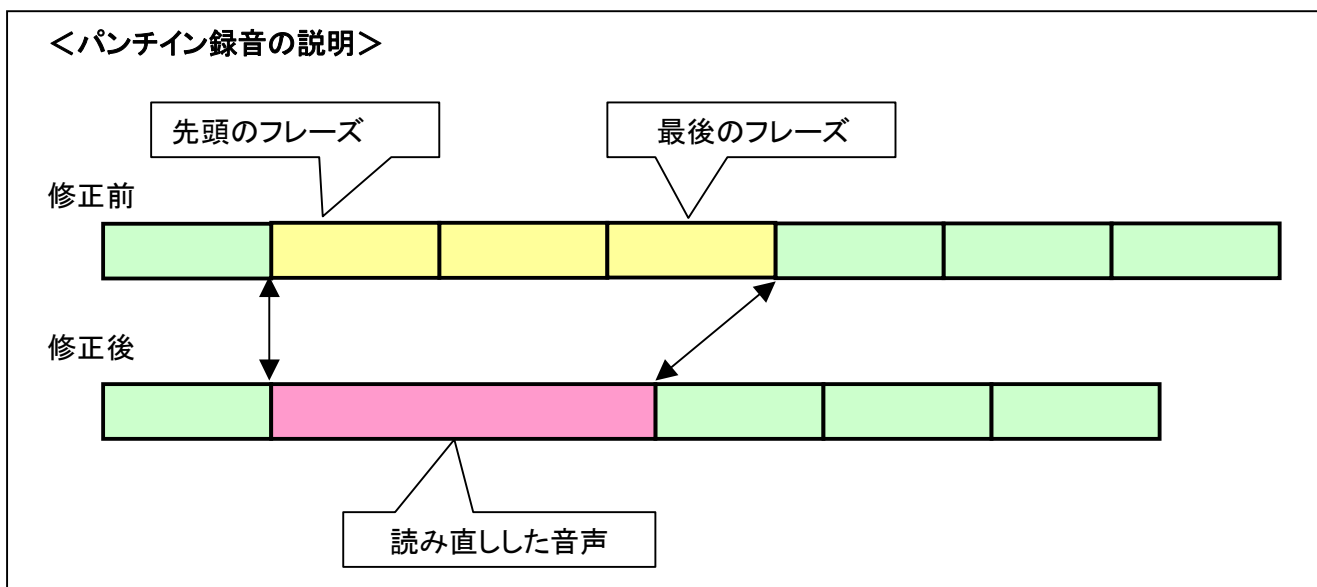 ＜パンチイン録音の説明＞
先頭のフレーズ
最後のフレーズ
修正前
修正後
読み直しした音声